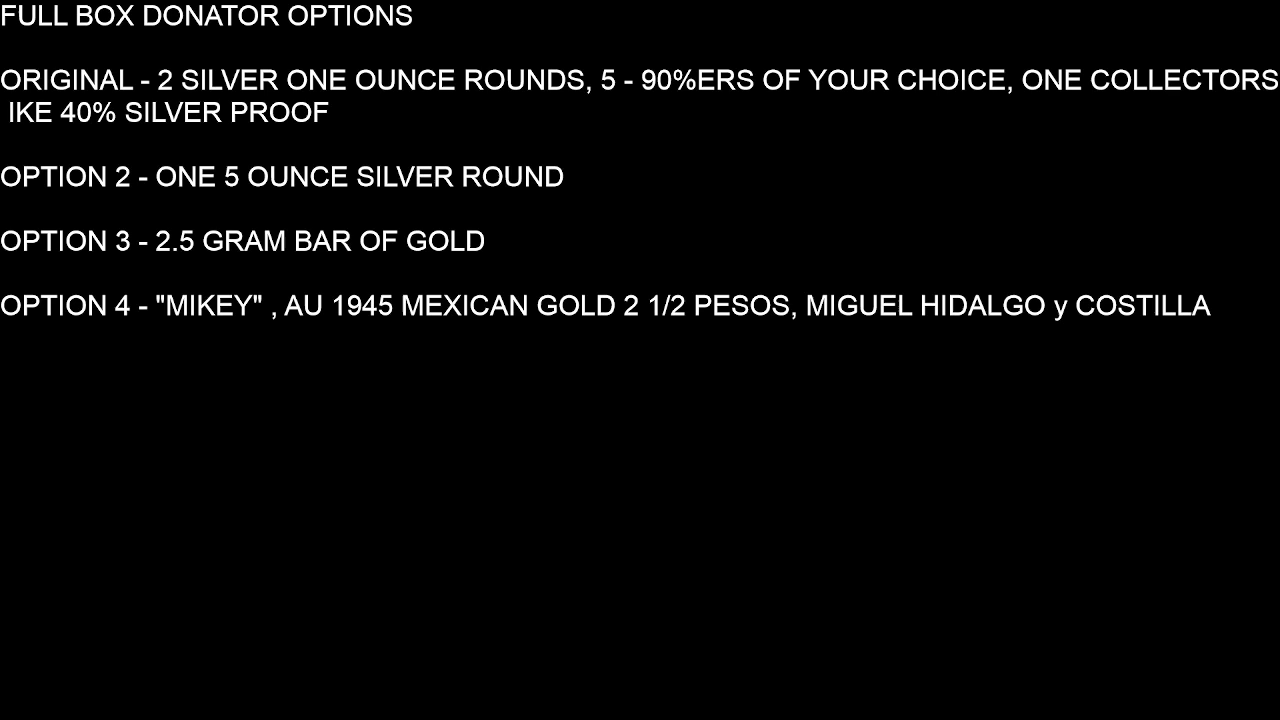 FULL BOX DONATOR OPTIONS
ORIGINAL - 2 SILVER ONE OUNCE ROUNDS, 5 - 90%ERS OF YOUR CHOICE, ONE COLLECTORS
IKE 40% SILVER PROOF
OPTION 2 - ONE 5 OUNCE SILVER ROUND
OPTION 3 - 2.5 GRAM BAR OF GOLD
OPTION 4 - "MIKEY" , AU 1945 MEXICAN GOLD 2 1/2 PESOS, MIGUEL HIDALGO y COSTILLA